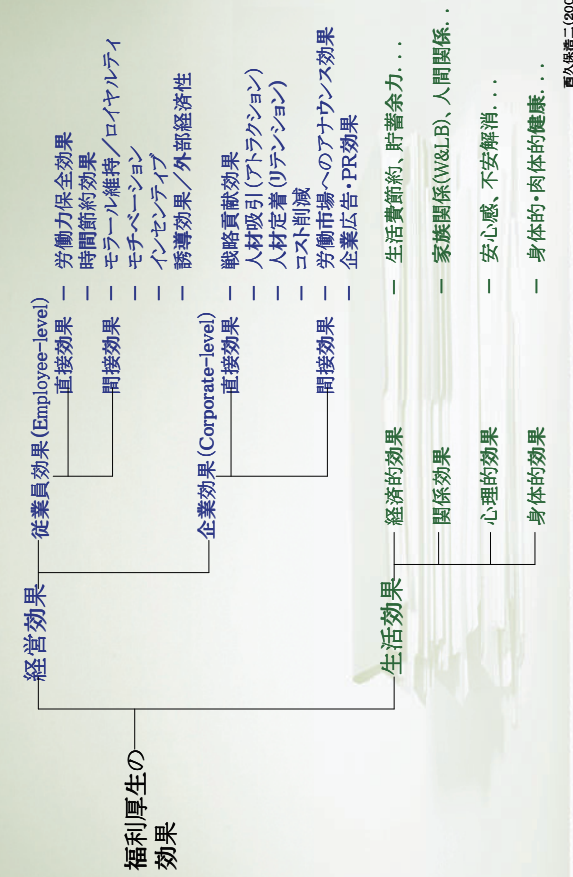 福利厚生の
効果
経営効果
従業員効果(Employee-level)
直接効果 － 労働力保全効果
－ 時間節約効果
間接効果 － モラール維持／ロイヤルティ
－ モチベーション
－ インセンティブ
－ 誘導効果／外部経済性
企業効果(Corporate-level)
直接効果 － 戦略貢献効果
－ 人材吸引(アトラクション)
－ 人材定着(リテンション)
－ コスト削減
間接効果 － 労働市場へのアナウンス効果
－ 企業広告・PR効果
生活効果
経済的効果 － 生活費節約、貯蓄余力...
関係効果 － 家族関係(W&LB)、人間関係...
心理的効果 － 安心感、不安解消...
身体的効果 － 身体的・肉体的健康...
西久保浩二(200